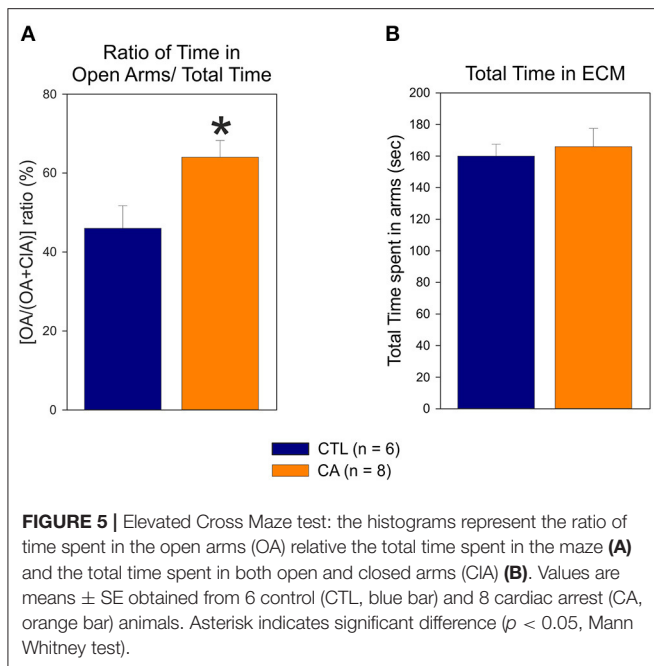 A
Ratio of Time in
Open Arms/ Total Time
[OA/(OA+ClA)] ratio (%)
80
60
40
20
0
*
B
Total Time in ECM
Total Time spent in arms (sec)
200
180
160
140
120
100
80
60
40
20
0
CTL (n = 6)
CA (n = 8)
FIGURE 5 | Elevated Cross Maze test: the histograms represent the ratio of
time spent in the open arms (OA) relative the total time spent in the maze (A)
and the total time spent in both open and closed arms (ClA) (B). Values are
means ± SE obtained from 6 control (CTL, blue bar) and 8 cardiac arrest (CA,
orange bar) animals. Asterisk indicates significant difference (p < 0.05, Mann
Whitney test).